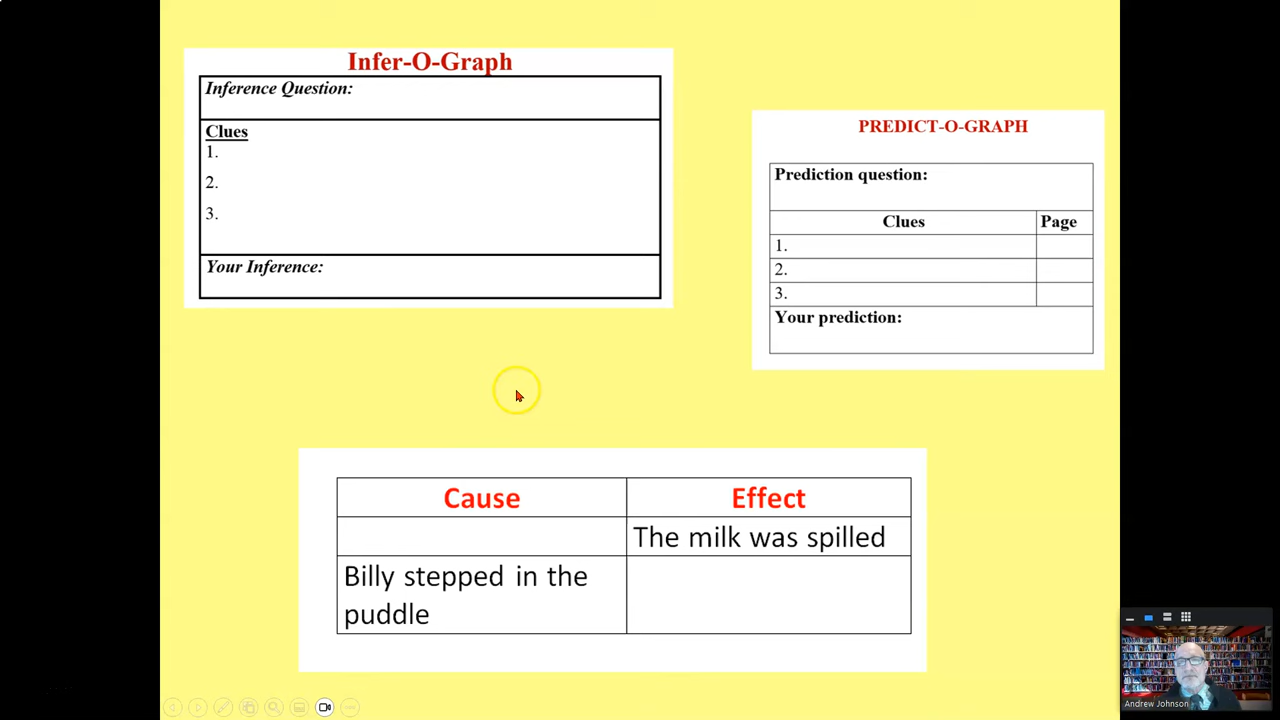 Infer-O-Graph
Inference Question:
Clues
1.
2.
3.
Your Inference:
PREDICT-O-GRAPH
Prediction question:
Clues Page
1.
2.
3.
Your prediction:
Cause Effect
The milk was spilled
Billy stepped in the
puddle
Andrew Johnson